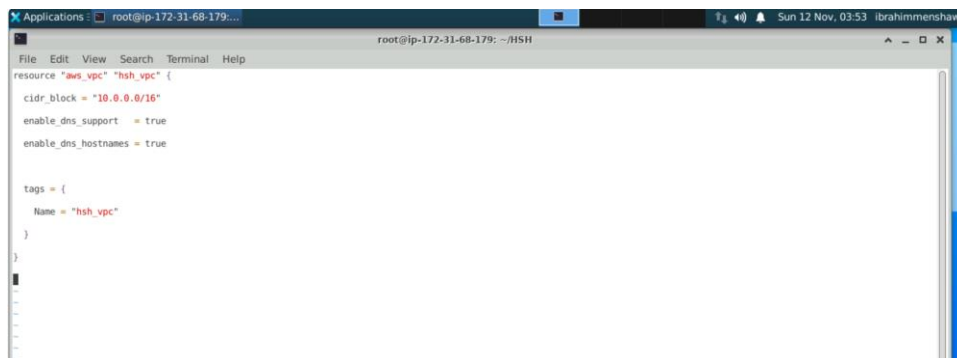 Applications root@ip-172-31-68-179:... Sun 12 Nov, 03:53 ibrahimmenshaw
root@ip-172-31-68-179: ~/HSH
File Edit View Search Terminal Help
resource "aws_vpc" "hsh_vpc" {
cidr_block = "10.0.0.0/16"
enable_dns_support   = true
enable_dns_hostnames = true
tags = {
Name = "hsh_vpc"
}
}
~
~
~
~
~